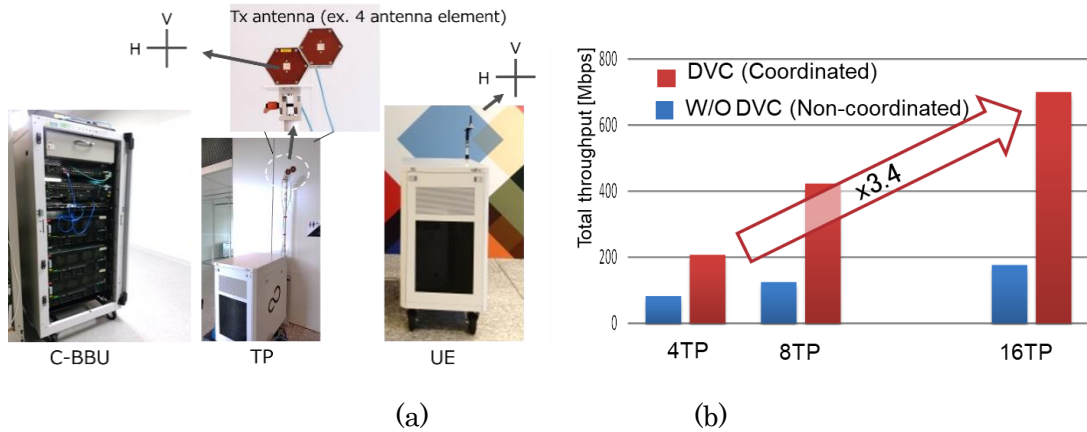 Tx antenna (ex. 4 antenna element)
V
H
V
H
C-BBU
TP
UE
(a)
Total throughput [Mbps]
800
600
400
200
0
DVC (Coordinated)
W/O DVC (Non-coordinated)
x3.4
4TP
8TP
16TP
(b)